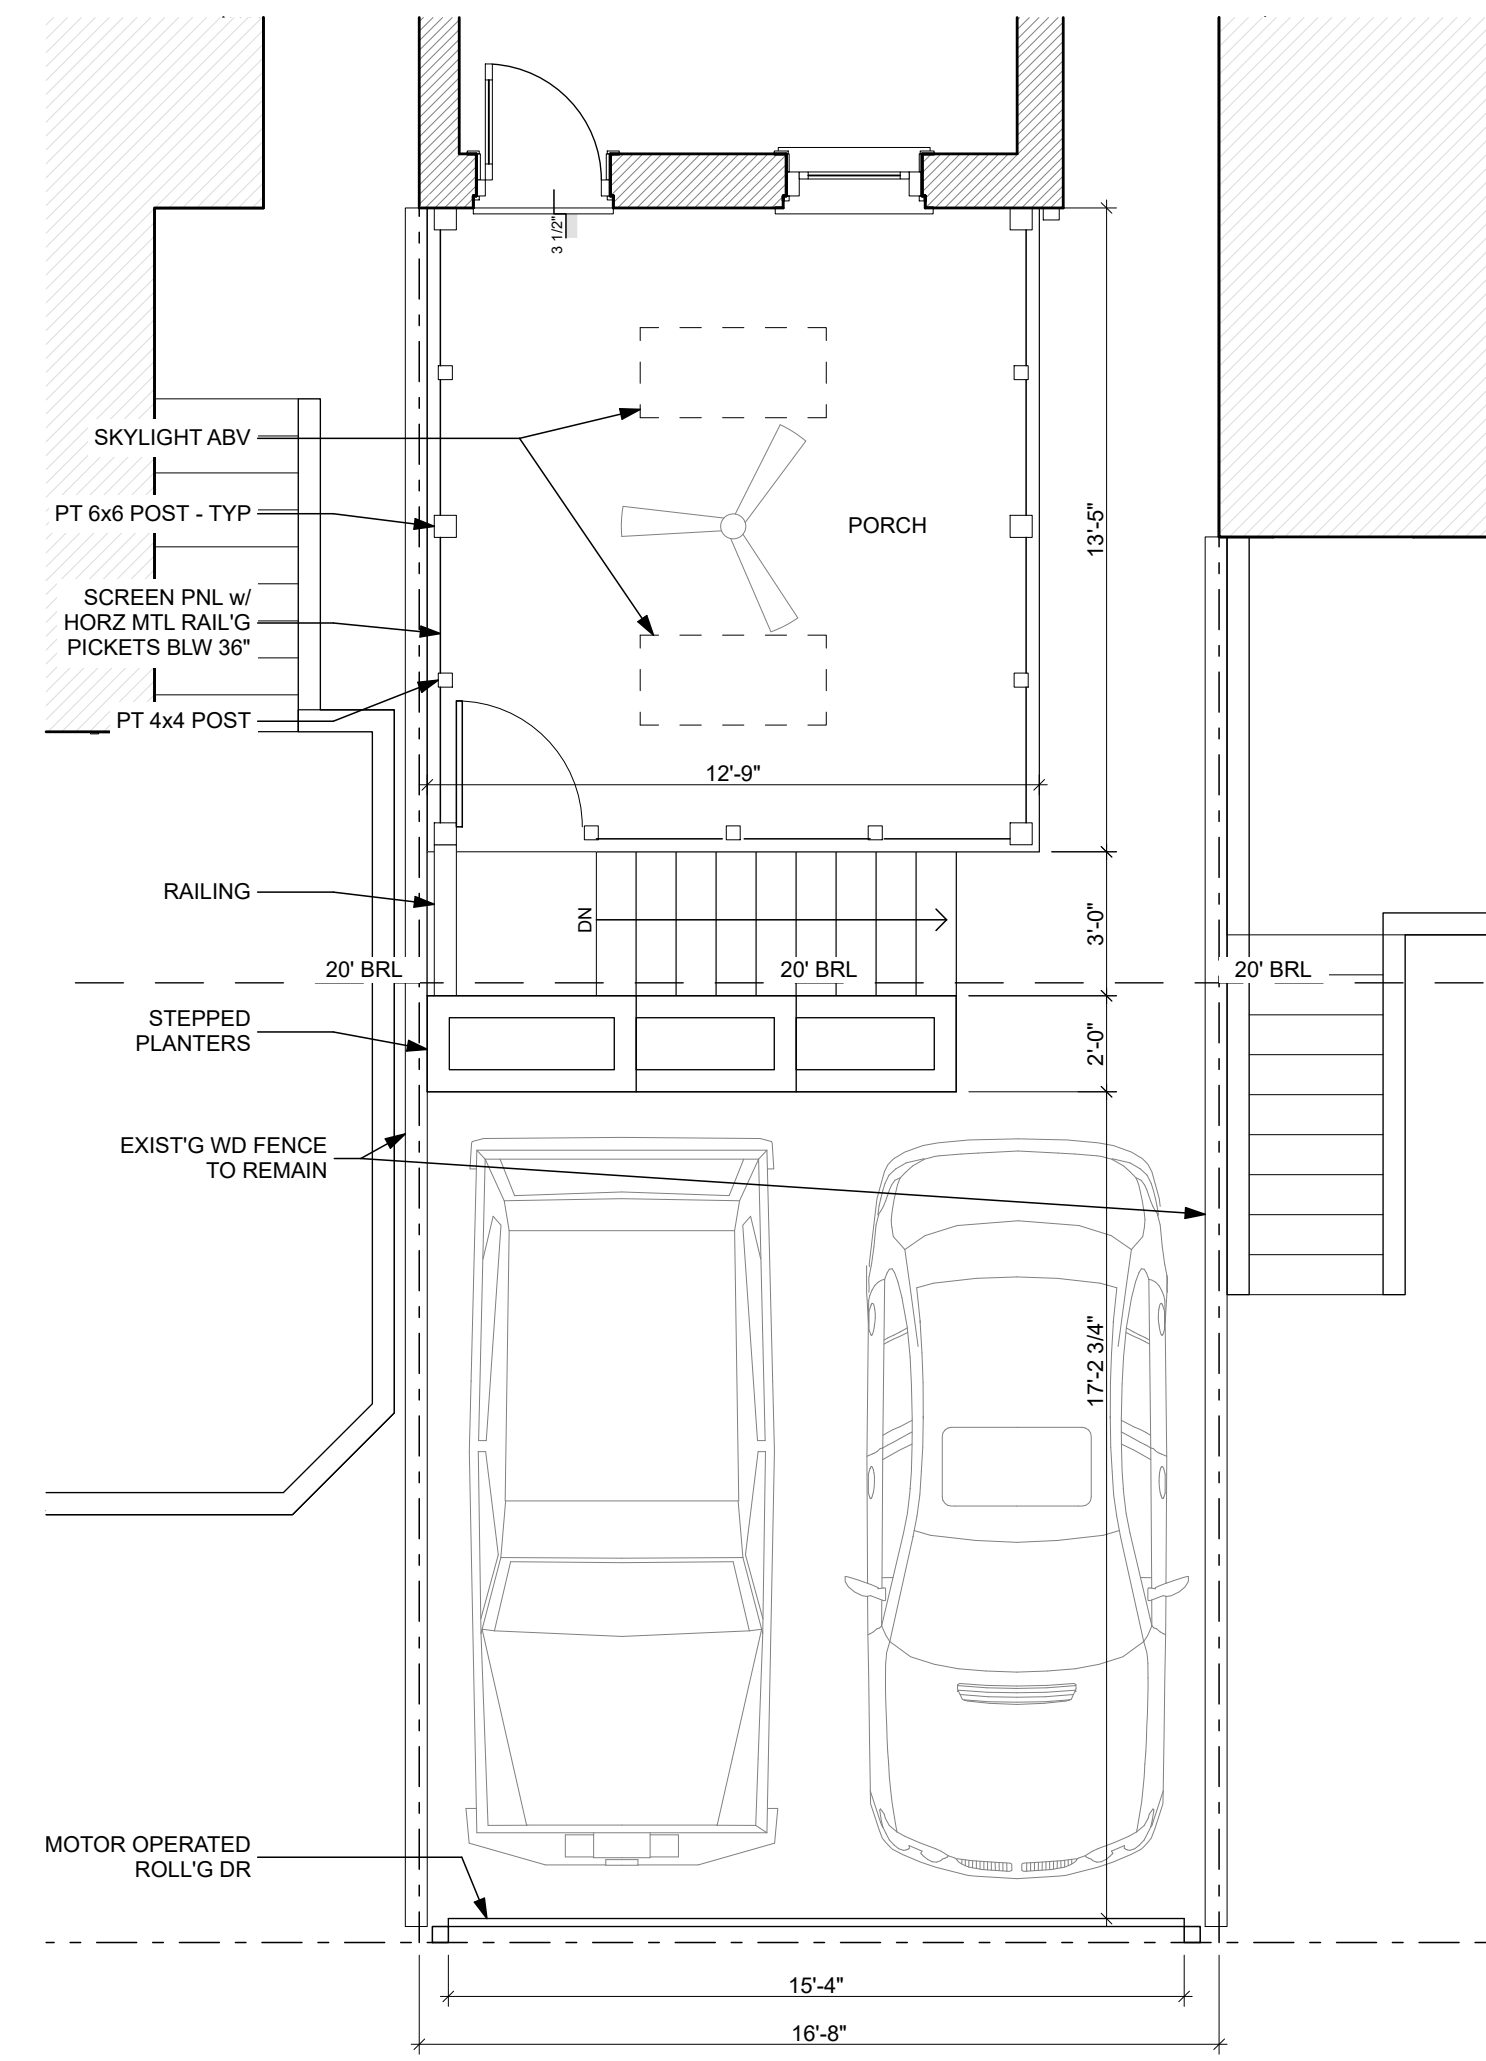 3 1/2"
SKYLIGHT ABV
PT 6x6 POST - TYP
PORCH
13'-5"
SCREEN PNL w/
HORZ MTL RAIL'G
PICKETS BLW 36"
PT 4x4 POST
12'-9"
RAILING
DN
3'-0"
20' BRL
20' BRL
20' BRL
STEPPED
PLANTERS
2'-0"
EXIST'G WD FENCE
TO REMAIN
17'-2 3/4"
MOTOR OPERATED
ROLL'G DR
15'-4"
16'-8"